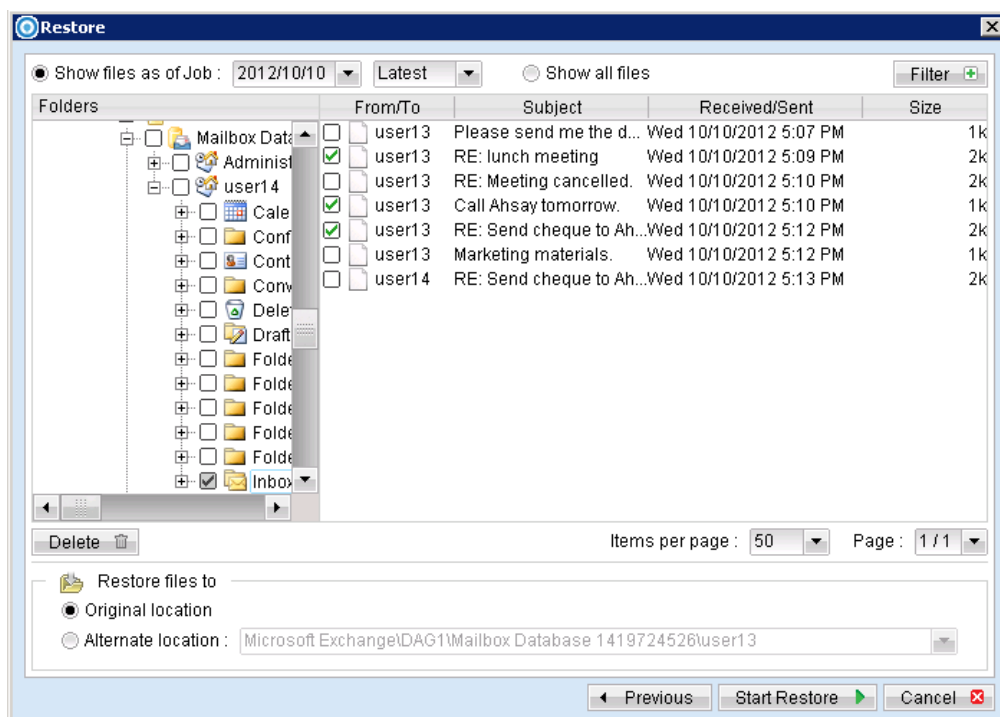 Restore
Show files as of Job : 2012/10/10 Latest Show all files Filter
Folders From/To Subject Received/Sent Size
Mailbox Data
Administ
user14
Cale
Conf
Cont
Conv
Dele
Draft
Folde
Folde
Folde
Folde
Folde
Inbox
user13 Please send me the d... Wed 10/10/2012 5:07 PM 1k
user13 RE: lunch meeting Wed 10/10/2012 5:09 PM 2k
user13 RE: Meeting cancelled. Wed 10/10/2012 5:10 PM 2k
user13 Call Ahsay tomorrow. Wed 10/10/2012 5:10 PM 1k
user13 RE: Send cheque to Ah...Wed 10/10/2012 5:12 PM 2k
user13 Marketing materials. Wed 10/10/2012 5:12 PM 1k
user14 RE: Send cheque to Ah...Wed 10/10/2012 5:13 PM 2k
Delete Items per page : 50 Page : 1 / 1
Restore files to
Original location
Alternate location : Microsoft Exchange\DAG1\Mailbox Database 1419724526\user13
Previous Start Restore Cancel